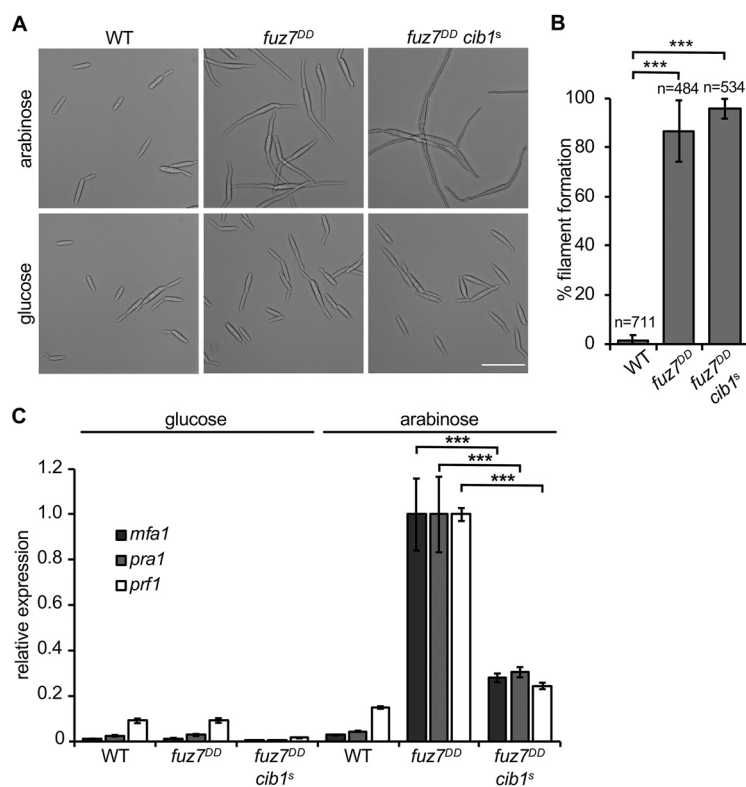 A
WT
fuz7DD
fuz7DD cib1s
arabinose
glucose
B
***
***
n=484
n=534
100
80
60
40
20
0
% filament formation
n=711
WT
fuz7DD
fuz7DD
cib1s
C
glucose
arabinose
***
***
***
1.2
1.0
0.8
0.6
0.4
0.2
0
relative expression
mfa1
pra1
prf1
WT
fuz7DD
fuz7DD
cib1s
WT
fuz7DD
fuz7DD
cib1s